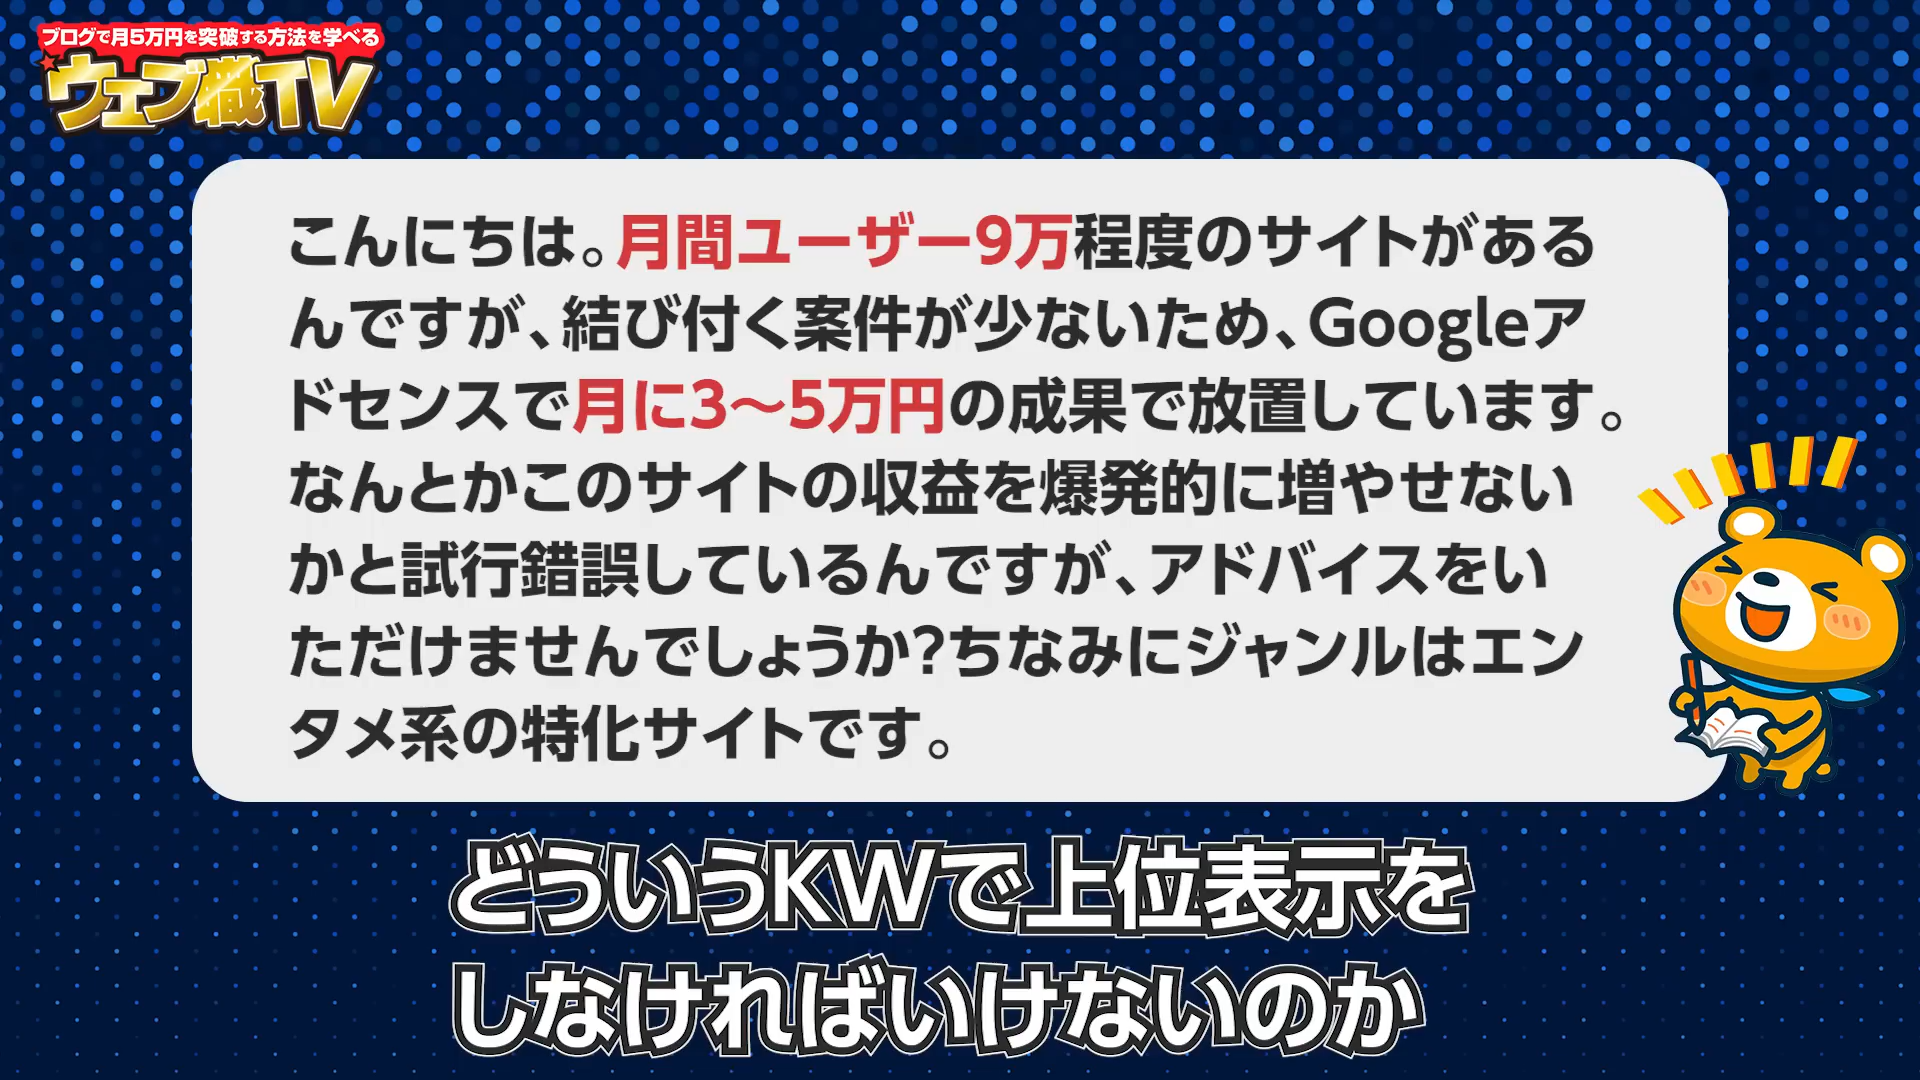 ブログで月5万円を突破する方法を学べる
ウェブ職TV
こんにちは。月間ユーザー9万程度のサイトがある
んですが、結び付く案件が少ないため、Googleア
ドセンスで月に3〜5万円の成果で放置しています。
なんとかこのサイトの収益を爆発的に増やせない
かと試行錯誤しているんですが、アドバイスをい
ただけませんでしょうか?ちなみにジャンルはエン
タメ系の特化サイトです。
どういうKWで上位表示を
しなければいけないのか